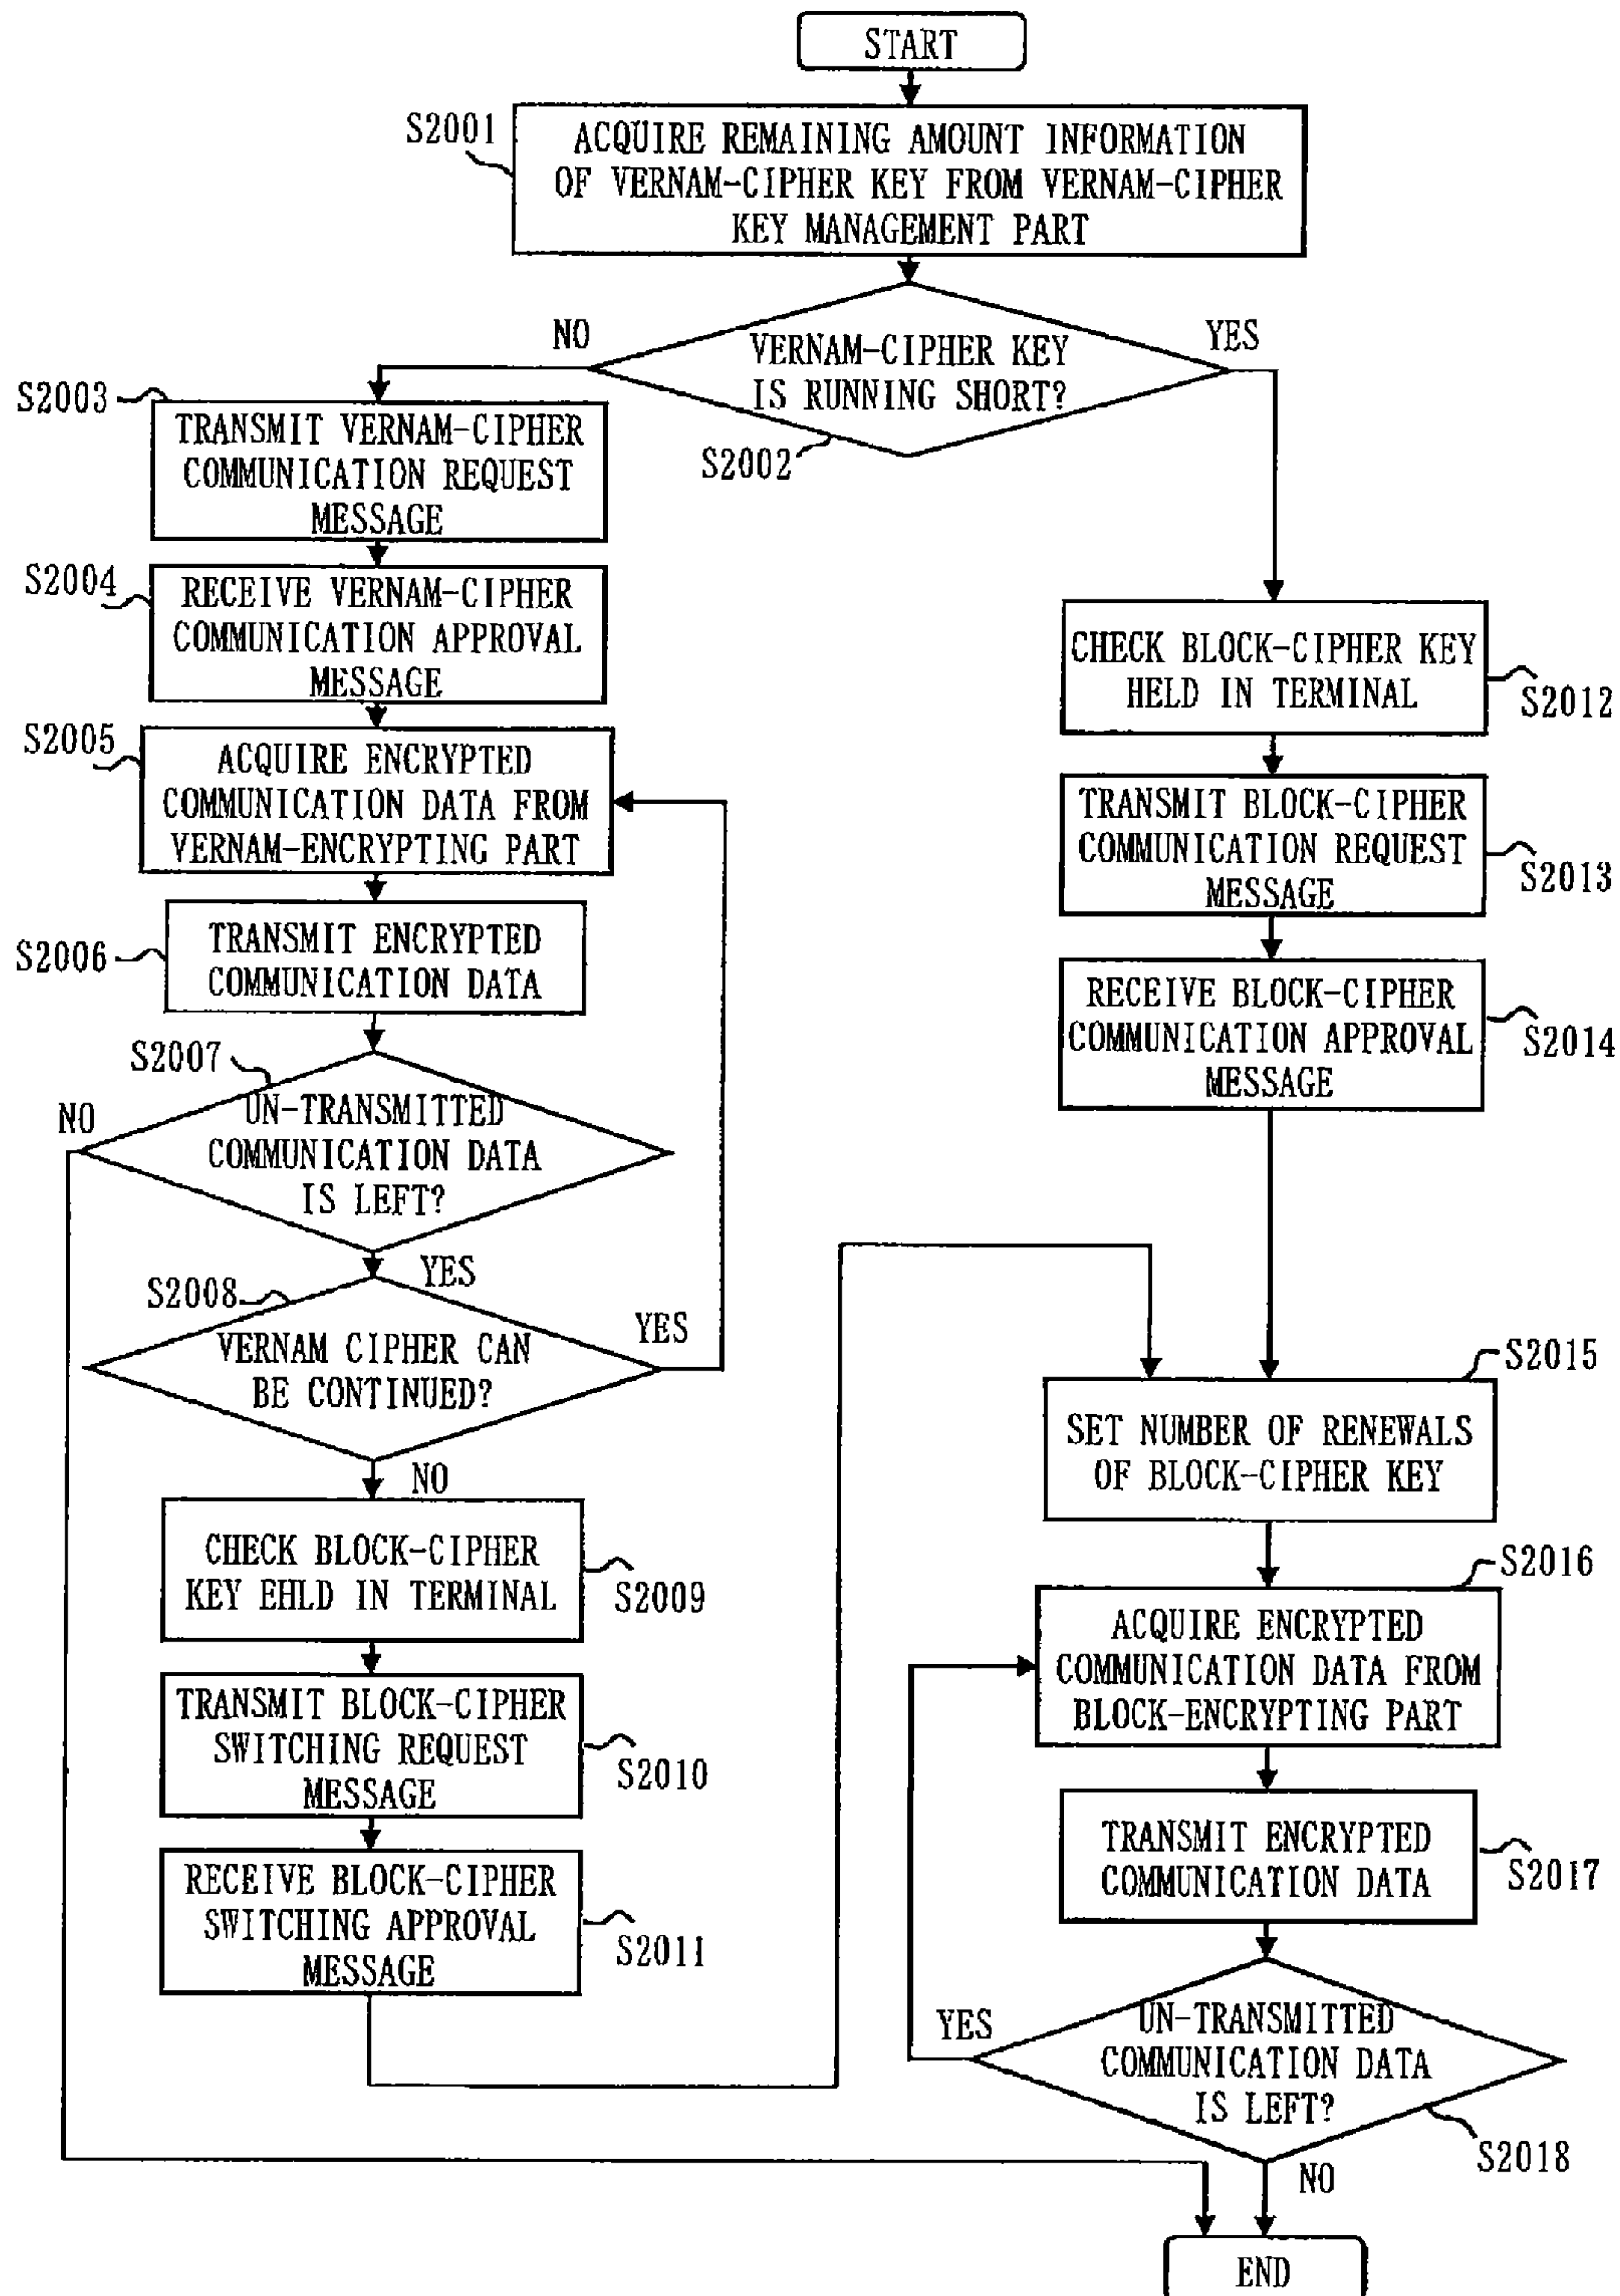 START
S2001
ACQUIRE REMAINING AMOUNT INFORMATION
OF VERNAM-CIPHER KEY FROM VERNAM-CIPHER
KEY MANAGEMENT PART
NO
YES
VERNAM-CIPHER KEY
IS RUNNING SHORT?
S2002
S2003
TRANSMIT VERNAM-CIPHER
COMMUNICATION REQUEST
MESSAGE
S2004
RECEIVE VERNAM-CIPHER
COMMUNICATION APPROVAL
MESSAGE
S2005
ACQUIRE ENCRYPTED
COMMUNICATION DATA FROM
VERNAM-ENCRYPTING PART
S2006
TRANSMIT ENCRYPTED
COMMUNICATION DATA
S2007
NO
UN-TRANSMITTED
COMMUNICATION DATA
IS LEFT?
YES
S2008
VERNAM CIPHER CAN
BE CONTINUED?
YES
NO
CHECK BLOCK-CIPHER
KEY EHLD IN TERMINAL
S2009
TRANSMIT BLOCK-CIPHER
SWITCHING REQUEST
MESSAGE
S2010
RECEIVE BLOCK-CIPHER
SWITCHING APPROVAL
MESSAGE
S2011
CHECK BLOCK-CIPHER KEY
HELD IN TERMINAL
S2012
TRANSMIT BLOCK-CIPHER
COMMUNICATION REQUEST
MESSAGE
S2013
RECEIVE BLOCK-CIPHER
COMMUNICATION APPROVAL
MESSAGE
S2014
S2015
SET NUMBER OF RENEWALS
OF BLOCK-CIPHER KEY
S2016
ACQUIRE ENCRYPTED
COMMUNICATION DATA FROM
BLOCK-ENCRYPTING PART
TRANSMIT ENCRYPTED
COMMUNICATION DATA
S2017
YES
UN-TRANSMITTED
COMMUNICATION DATA
IS LEFT?
S2018
NO
END